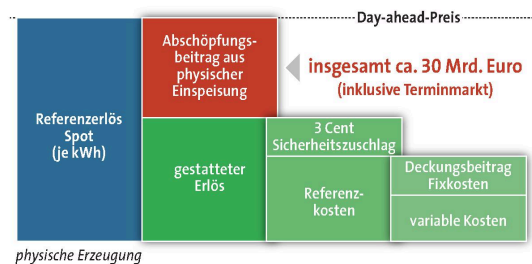 Day-ahead-Preis
Referenzerlös
Spot
(je kWh)
Abschöpfungs-
beitrag aus
physischer
Einspeisung
insgesamt ca. 30 Mrd. Euro
(inklusive Terminmarkt)
gestatteter
Erlös
3 Cent
Sicherheitszuschlag
Referenz-
kosten
Deckungsbeitrag
Fixkosten
variable Kosten
physische Erzeugung